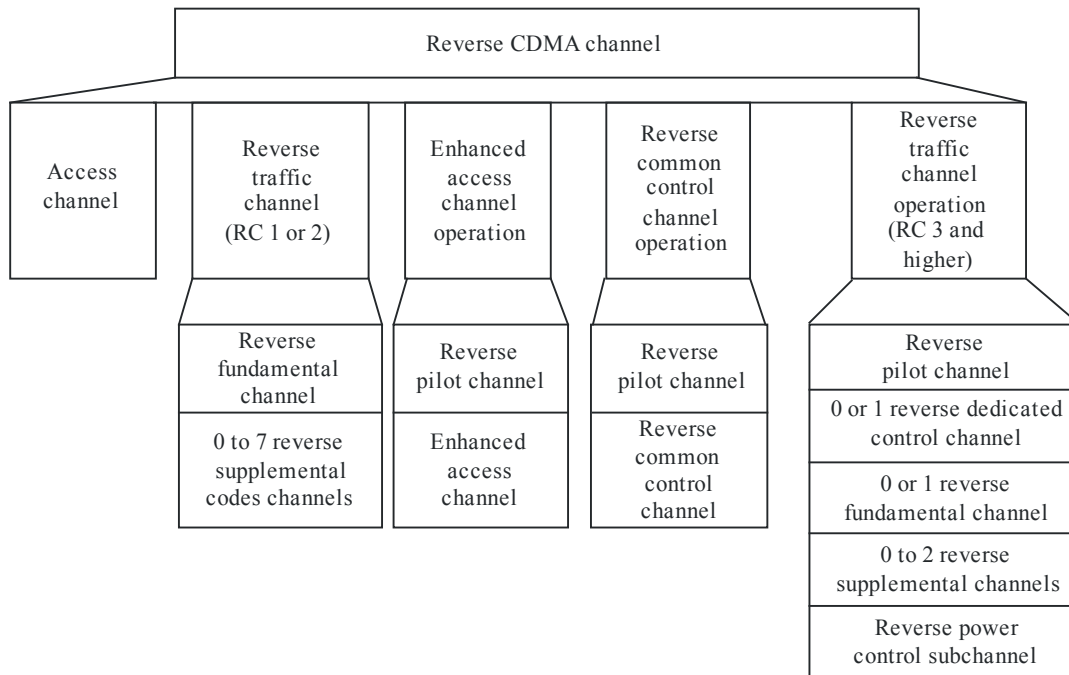 Reverse CDMA channel
Access
channel
Reverse
traffic
channel
(RC 1 or 2)
Enhanced
access
channel
operation
Reverse
common
control
channel
operation
Reverse
traffic
channel
operation
(RC 3 and
higher)
Reverse
fundamental
channel
0 to 7 reverse
supplemental
codes channels
Reverse
pilot channel
Enhanced
access
channel
Reverse
pilot channel
Reverse
common
control
channel
Reverse
pilot channel
0 or 1 reverse dedicated
control channel
0 or 1 reverse
fundamental channel
0 to 2 reverse
supplemental channels
Reverse power
control subchannel